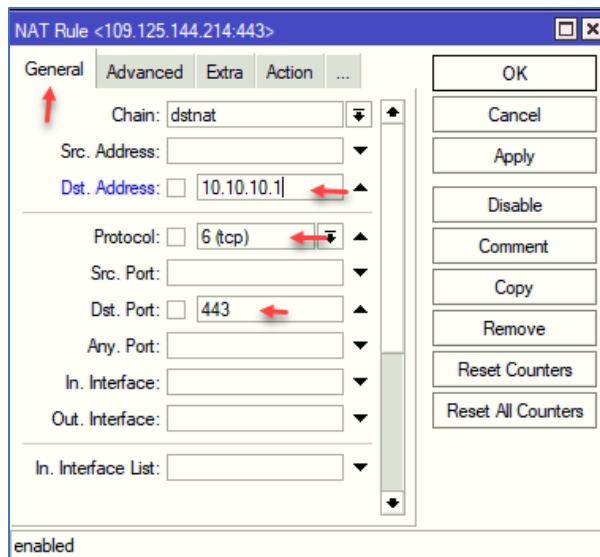 NAT Rule <109.125.144.214:443>
General Advanced Extra Action ...
OK
Chain: dstnat
Cancel
Src. Address:
Apply
Dst. Address: 10.10.10.1
Disable
Protocol: 6 (tcp)
Comment
Src. Port:
Copy
Dst. Port: 443
Remove
Any. Port:
Reset Counters
In. Interface:
Reset All Counters
Out. Interface:
In. Interface List:
enabled